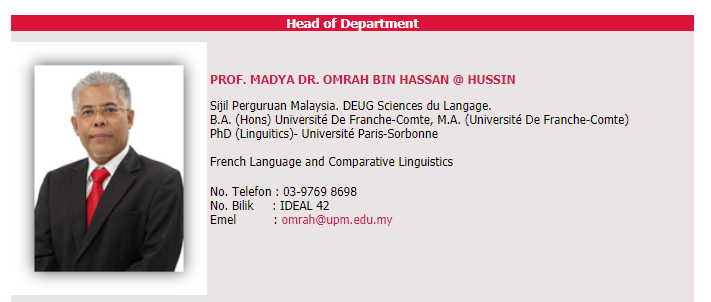 Head of Department
PROF. MADYA DR. OMRAH BIN HASSAN @ HUSSIN
Sijil Perguruan Malaysia. DEUG Sciences du Langage.
B.A. (Hons) Université De Franche-Comte, M.A. (Université De Franche-Comte)
PhD (Linguitics)- Université Paris-Sorbonne
French Language and Comparative Linguistics
No. Telefon : 03-9769 8698
No. Bilik : IDEAL 42
Emel : omrah@upm.edu.my